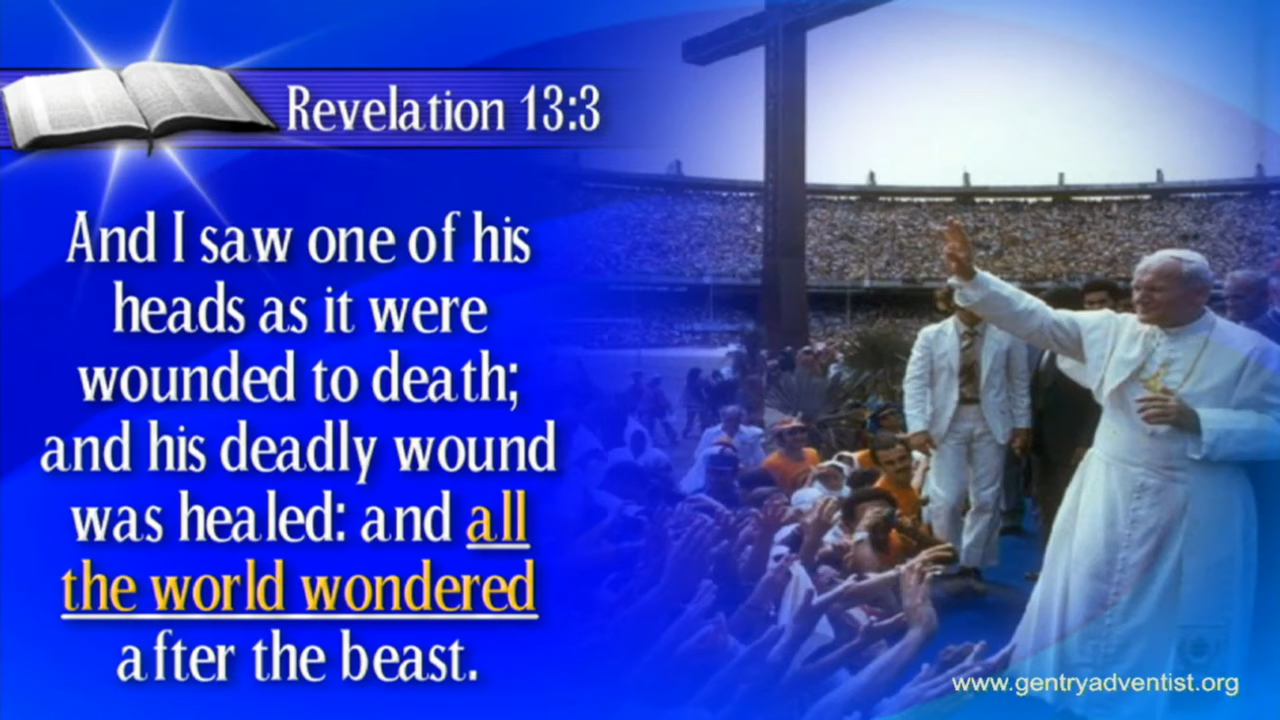 Revelation 13:3
And I saw one of his
heads as it were
wounded to death;
and his deadly wound
was healed: and all
the world wondered
after the beast.
www.gentryadventist.org